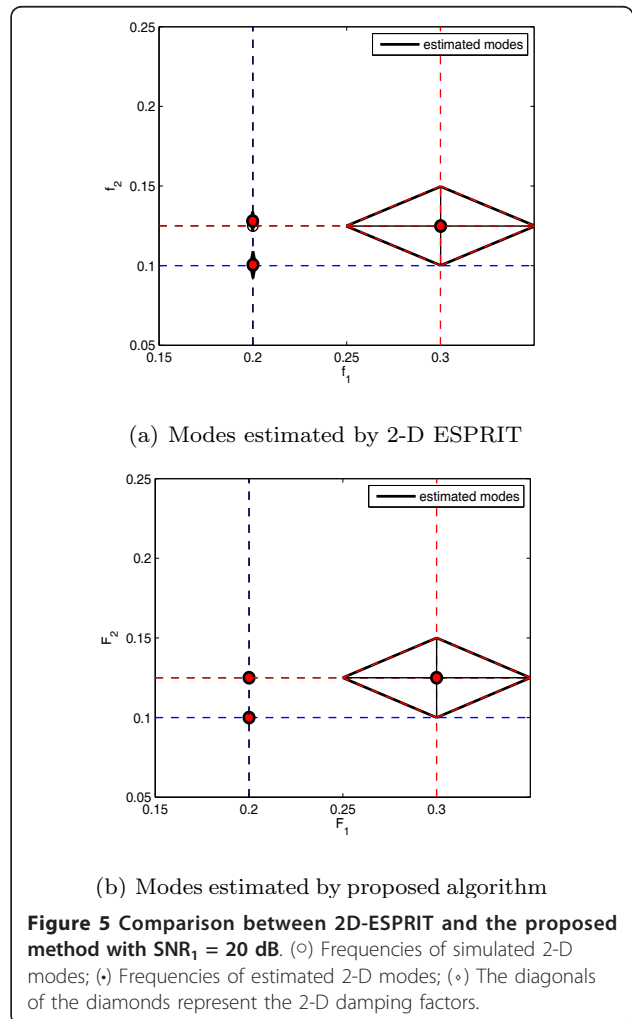 0.25
estimated modes
0.2
f2
0.15
0.1
0.05
0.15 0.2 0.25 0.3
f_1
(a) Modes estimated by 2-D ESPRIT
0.25
estimated modes
0.2
F2
0.15
0.1
0.05
0.15 0.2 0.25 0.3
F_1
(b) Modes estimated by proposed algorithm
Figure 5 Comparison between 2D-ESPRIT and the proposed
method with SNR₁ = 20 dB. (○) Frequencies of simulated 2-D
modes; (•) Frequencies of estimated 2-D modes; (⋄) The diagonals
of the diamonds represent the 2-D damping factors.